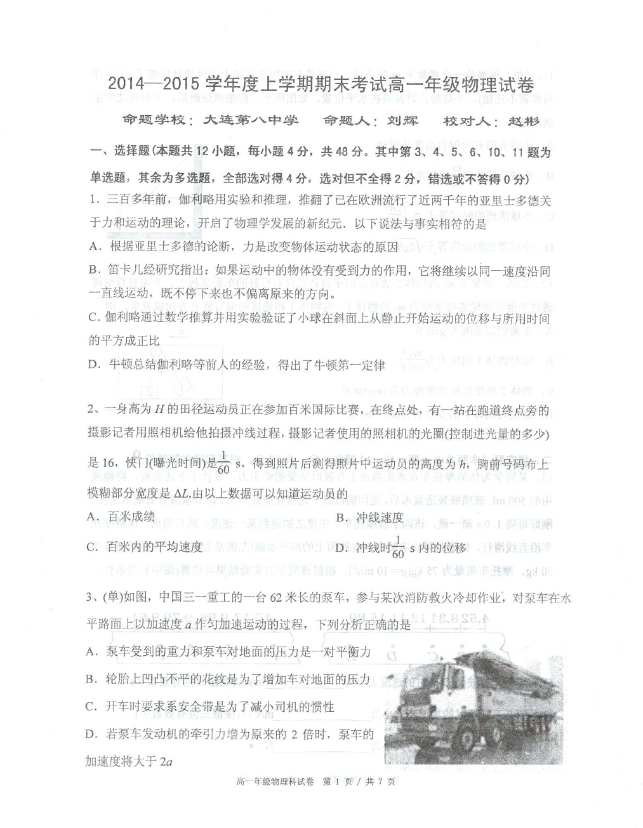 2014—2015 学年度上学期期末考试高一年级物理试卷
命题学校：大连第八中学 命题人：刘辉 校对人：赵彬
一、选择题(本题共 12 小题，每小题 4 分，共 48 分。其中第 3、4、5、6、10、11 题为
单选题，其余为多选题，全部选对得 4 分，选对但不全得 2 分，错选或不答得 0 分)
1、三百多年前，伽利略用实验和推理，推翻了已在欧洲流行了近两千年的亚里士多德关
于力和运动的理论，开启了物理学发展的新纪元．以下说法与事实相符的是
A．根据亚里士多德的论断，力是改变物体运动状态的原因
B．笛卡儿经研究指出：如果运动中的物体没有受到力的作用，它将继续以同一速度沿同
一直线运动，既不停下来也不偏离原来的方向。
C．伽利略通过数学推算并用实验验证了小球在斜面上从静止开始运动的位移与所用时间
的平方成正比
D．牛顿总结伽利略等前人的经验，得出了牛顿第一定律
2、一身高为 H 的田径运动员正在参加百米国际比赛，在终点处，有一站在跑道终点旁的
摄影记者用照相机给他拍摄冲线过程，摄影记者使用的照相机的光圈(控制进光量的多少)
是 16，快门(曝光时间)是1/60 s，得到照片后测得照片中运动员的高度为 h，胸前号码布上
模糊部分宽度是 ΔL.由以上数据可以知道运动员的
A．百米成绩 B．冲线速度
C．百米内的平均速度 D．冲线时1/60 s 内的位移
3、(单)如图，中国三一重工的一台 62 米长的泵车，参与某次消防救火冷却作业，对泵车在水
平路面上以加速度 a 作匀加速运动的过程，下列分析正确的是
A．泵车受到的重力和泵车对地面的压力是一对平衡力
B．轮胎上凹凸不平的花纹是为了增加车对地面的压力
C．开车时要求系安全带是为了减小司机的惯性
D．若泵车发动机的牵引力增为原来的 2 倍时，泵车的
加速度将大于 2a
高一年级物理科试卷 第 1 页 / 共 7 页